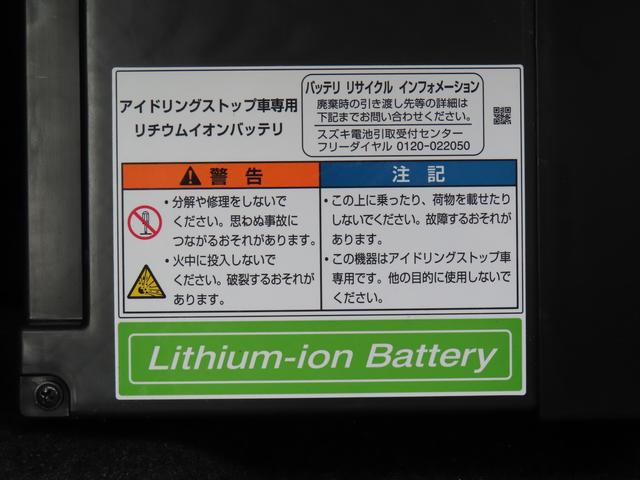 アイドリングストップ車専用
リチウムイオンバッテリ
バッテリ リサイクル インフォメーション
廃棄時の引き渡し先等の詳細は
下記までお問い合わせください。
スズキ電池引取受付センター
フリーダイヤル 0120-022050
警告
・分解や修理をしないで
ください。思わぬ事故に
つながるおそれがあります。
・火中に投入しないで
ください。破裂するおそれが
あります。
注記
・この上に乗ったり、荷物を載せたり
しないでください。故障するおそれが
あります。
・この機器はアイドリングストップ車
専用です。他の目的に使用しないで
ください。
Lithium-ion Battery